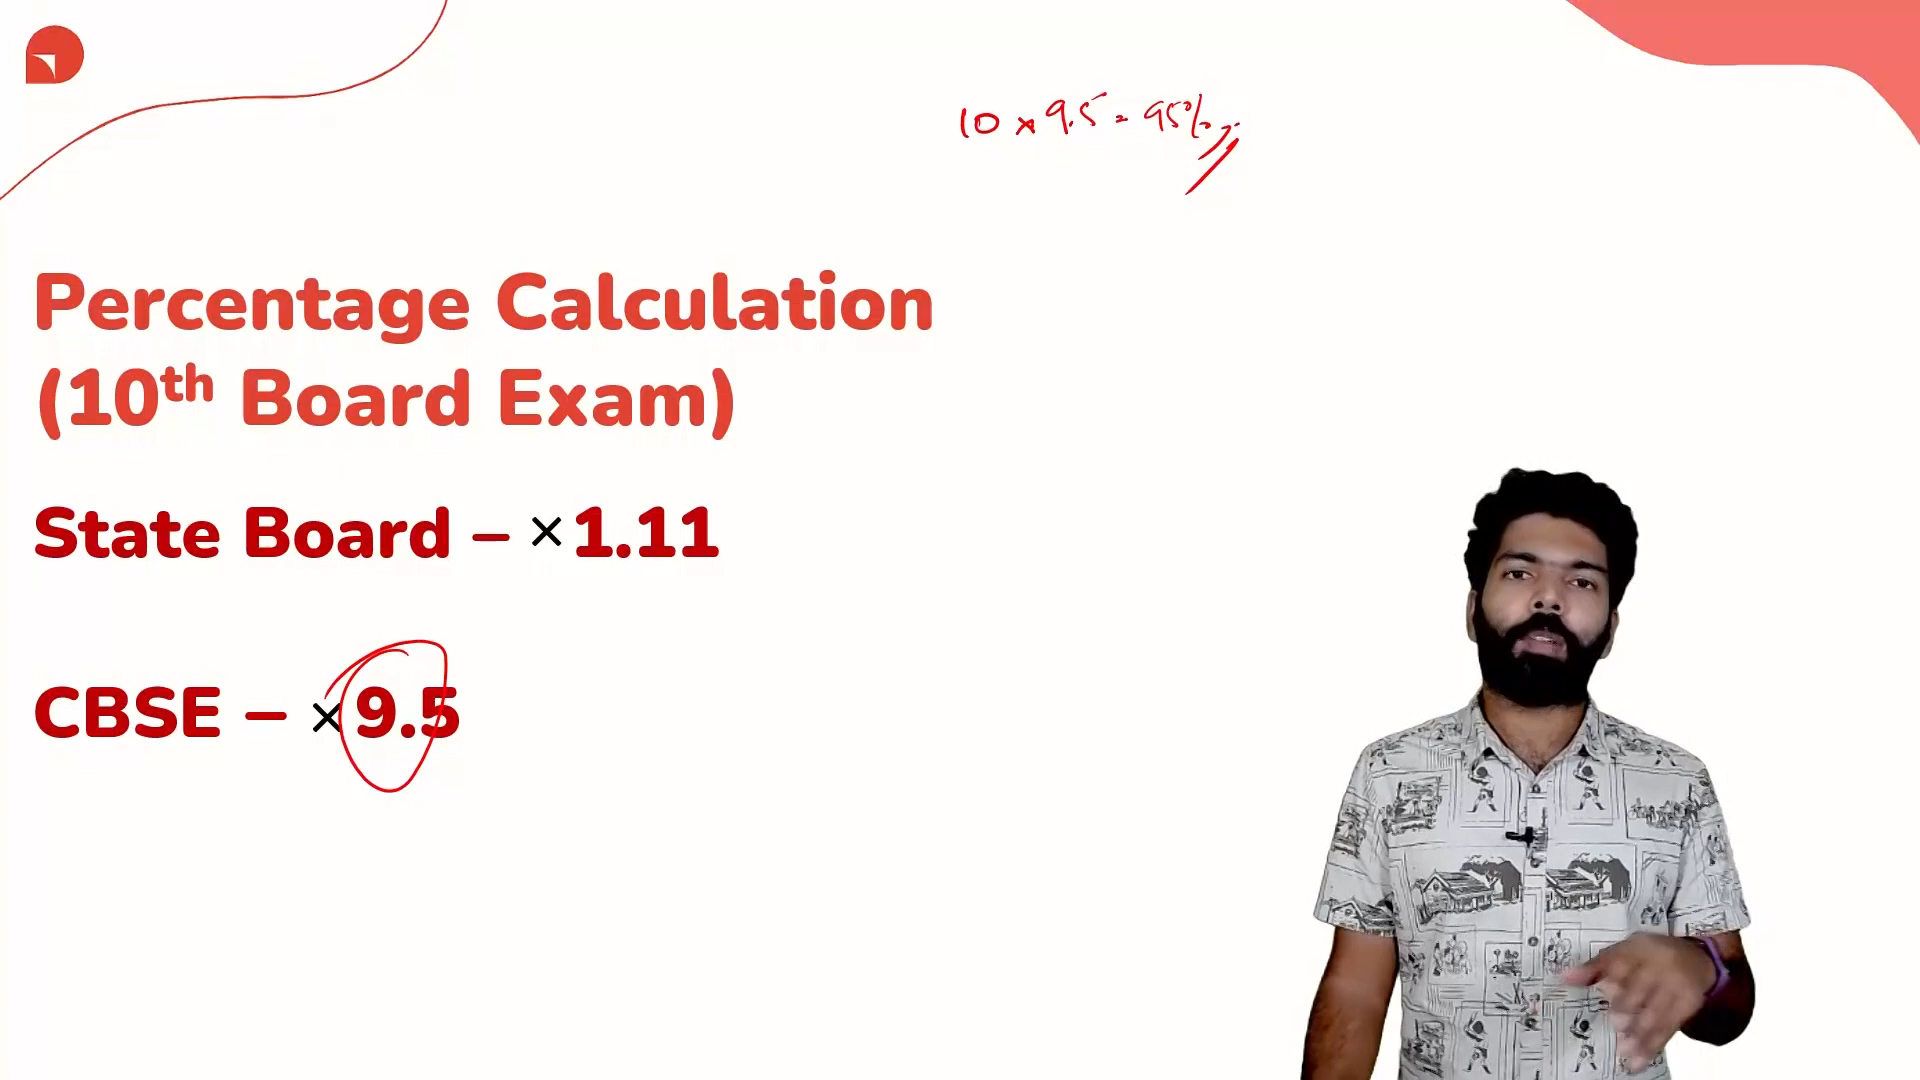 10 × 9.5 = 95%
Percentage Calculation
(10th Board Exam)
State Board – ×1.11
CBSE – ×9.5